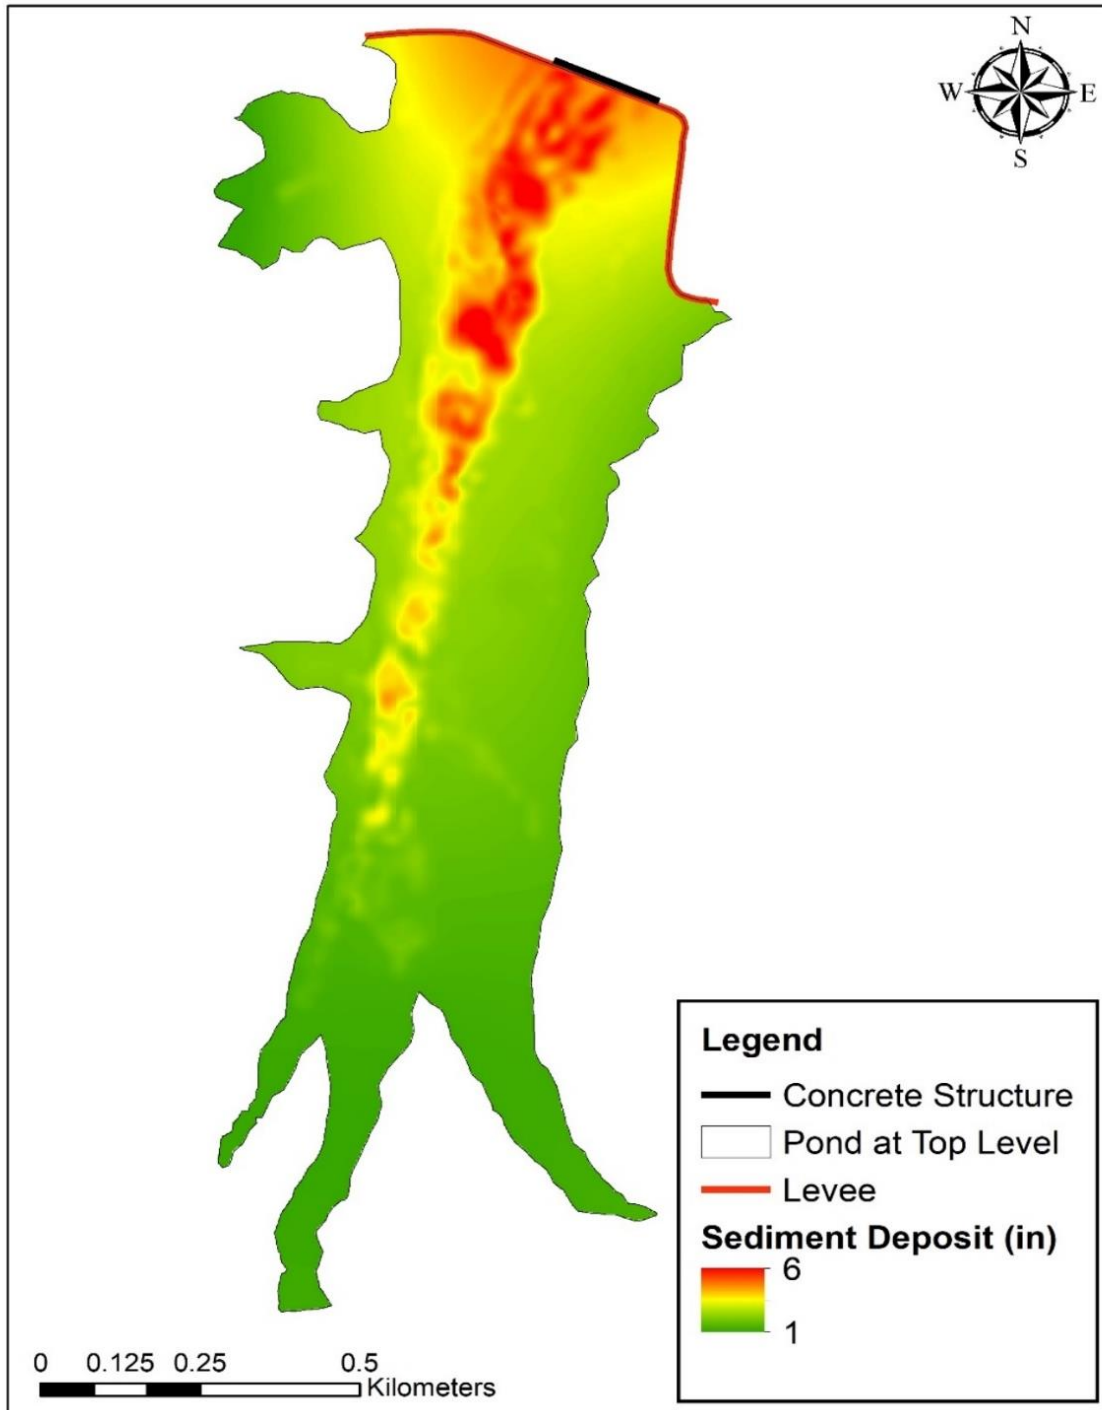 N
W E
S
Legend
Concrete Structure
Pond at Top Level
Levee
Sediment Deposit (in)
6
1
0 0.125 0.25 0.5
Kilometers